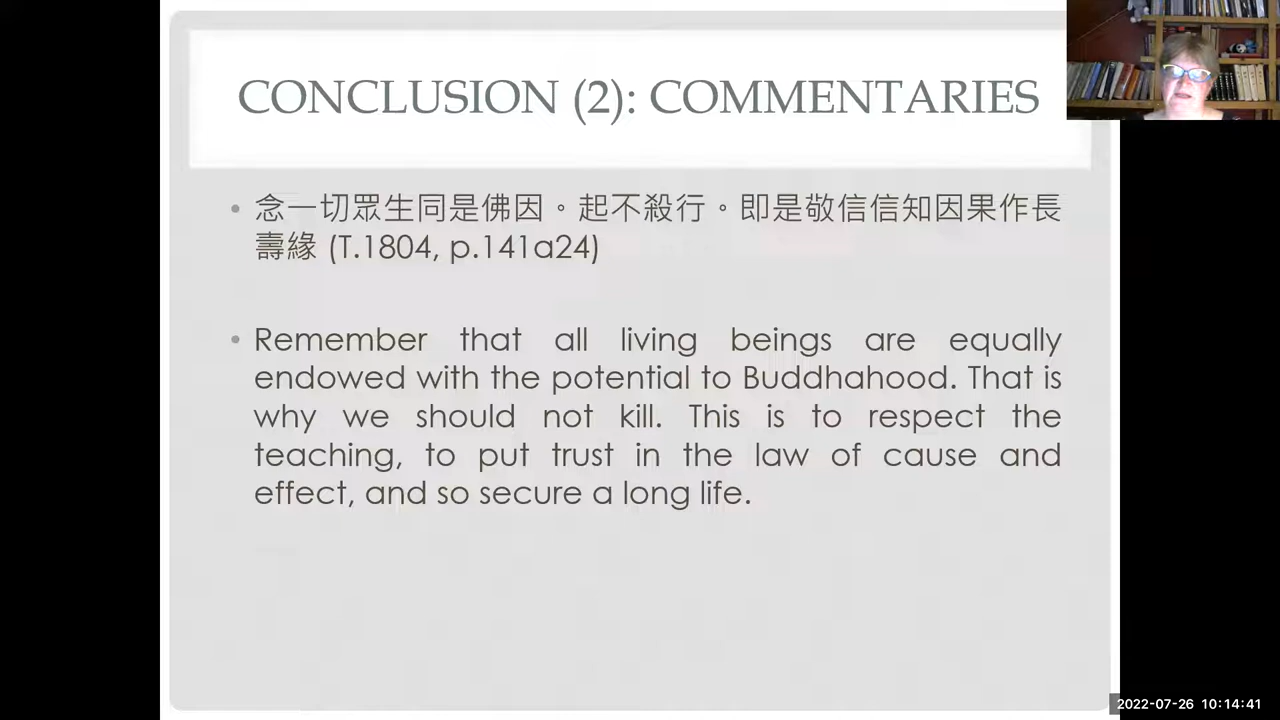 CONCLUSION (2): COMMENTARIES
• 念一切眾生同是佛因。起不殺行。即是敬信信知因果作長
壽緣 (T.1804, p.141a24)
• Remember that all living beings are equally
endowed with the potential to Buddhahood. That is
why we should not kill. This is to respect the
teaching, to put trust in the law of cause and
effect, and so secure a long life.
2022-07-26 10:14:41